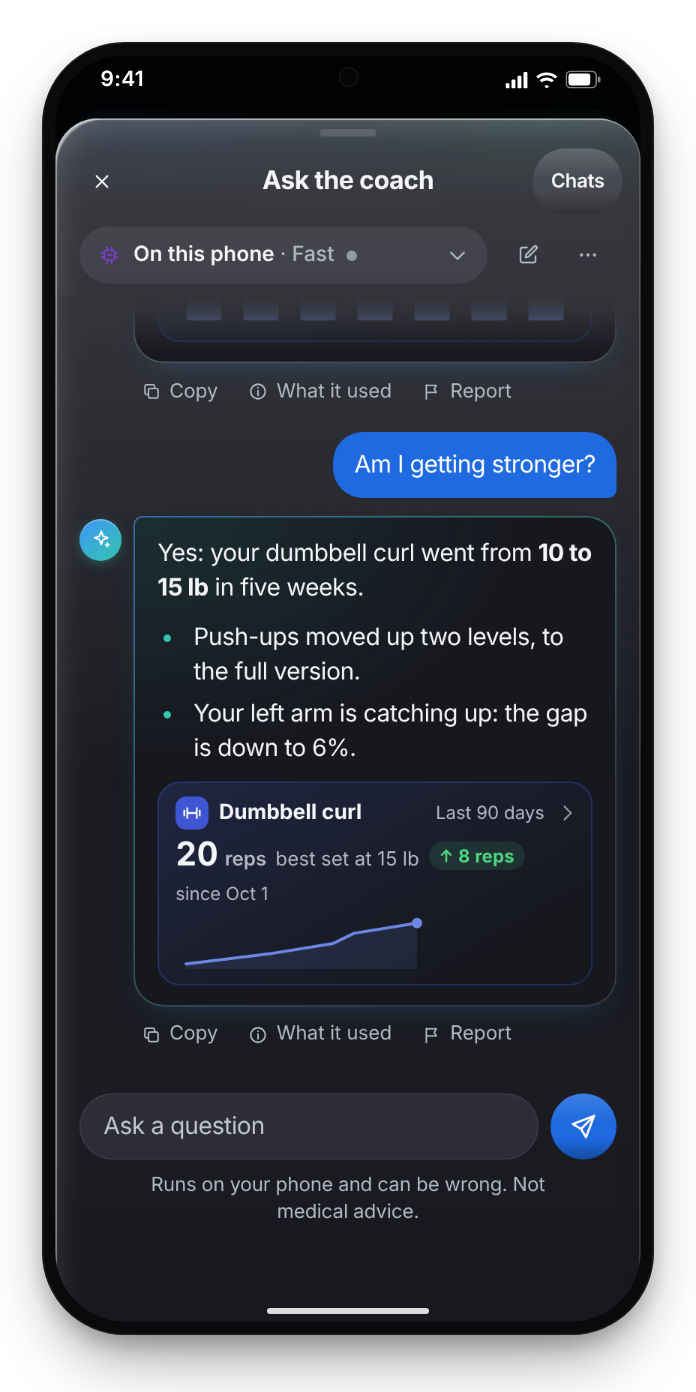 9:41
Ask the coach
Chats
On this phone · Fast
Copy What it used Report
Am I getting stronger?
Yes: your dumbbell curl went from 10 to
15 lb in five weeks.
• Push-ups moved up two levels, to
the full version.
• Your left arm is catching up: the gap
is down to 6%.
Dumbbell curl Last 90 days
20 reps best set at 15 lb ↑ 8 reps
since Oct 1
Copy What it used Report
Ask a question
Runs on your phone and can be wrong. Not
medical advice.